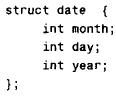 struct date {
    int month;
    int day;
    int year;
};